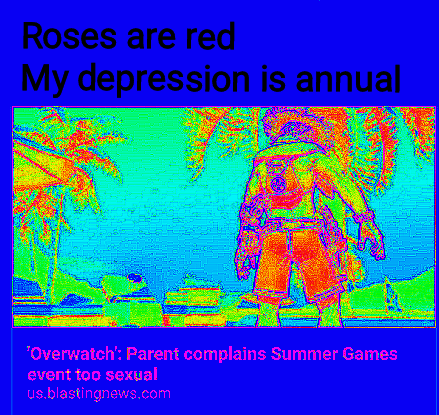 Roses are red
My depression is annual
'Overwatch': Parent complains Summer Games
event too sexual
us.blastingnews.com